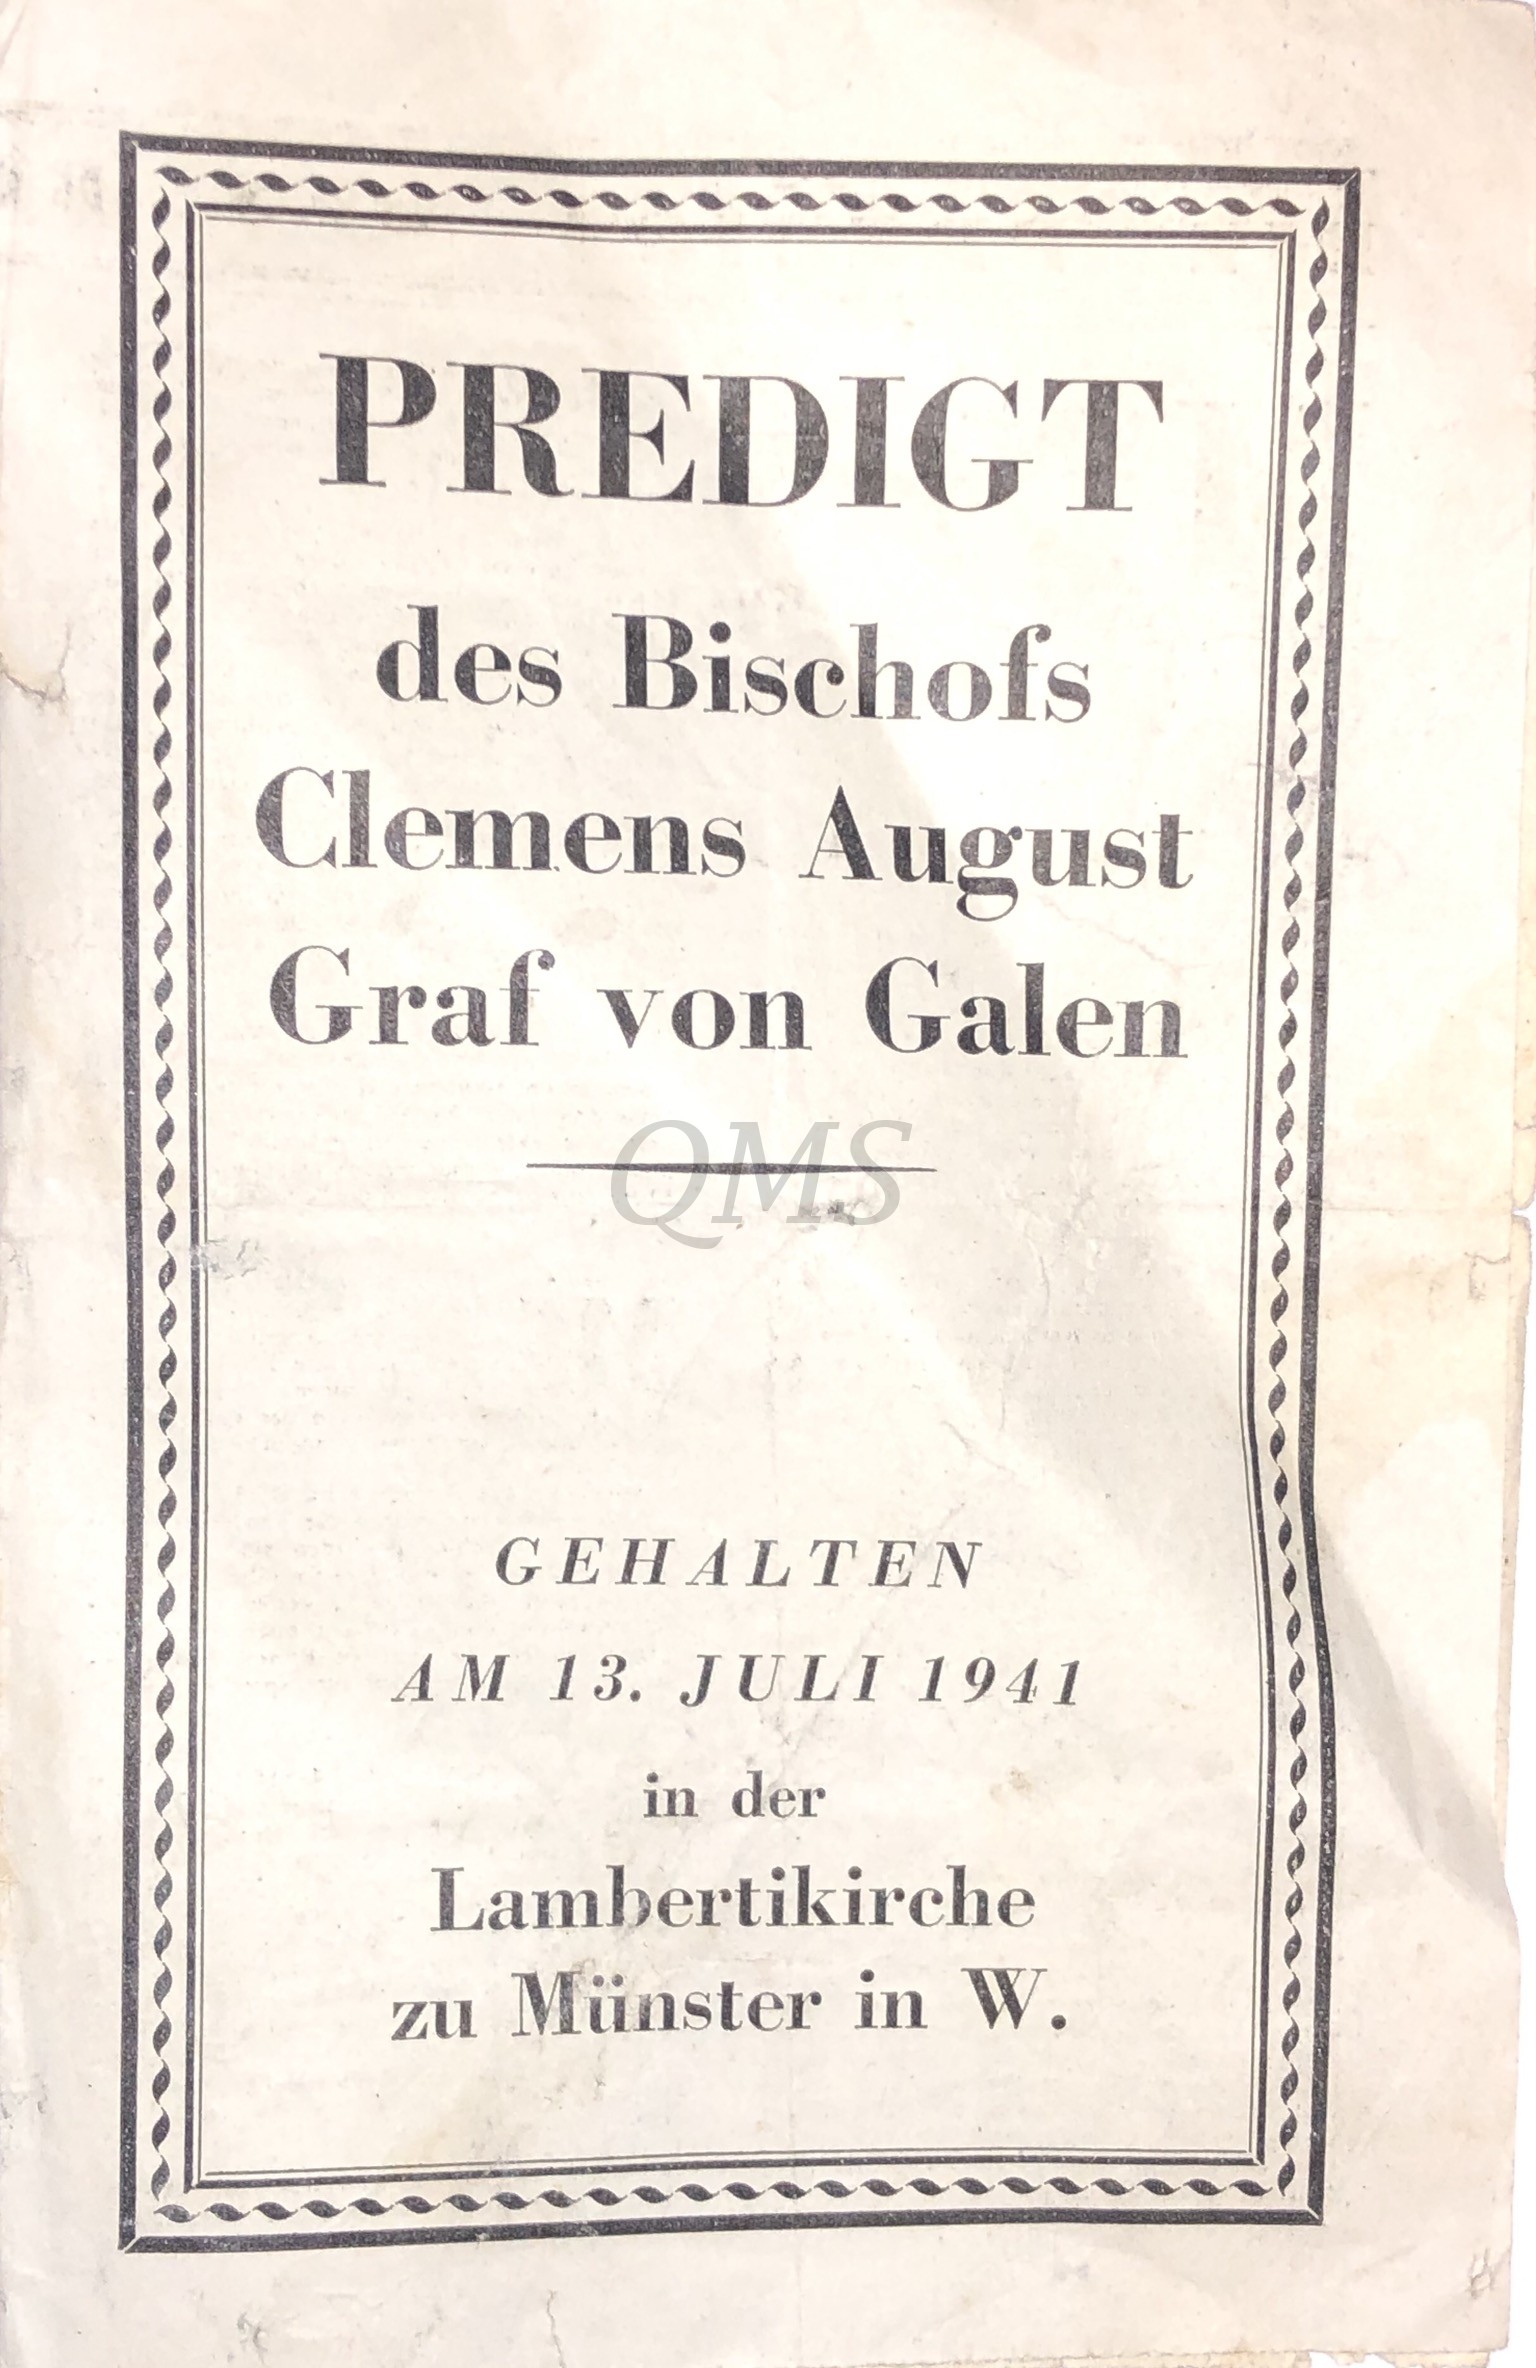 PREDIGT
des Bischofs
Clemens August
Graf von Galen
QMS
GEHALTEN
AM 13. JULI 1941
in der
Lambertikirche
zu Münster in W.